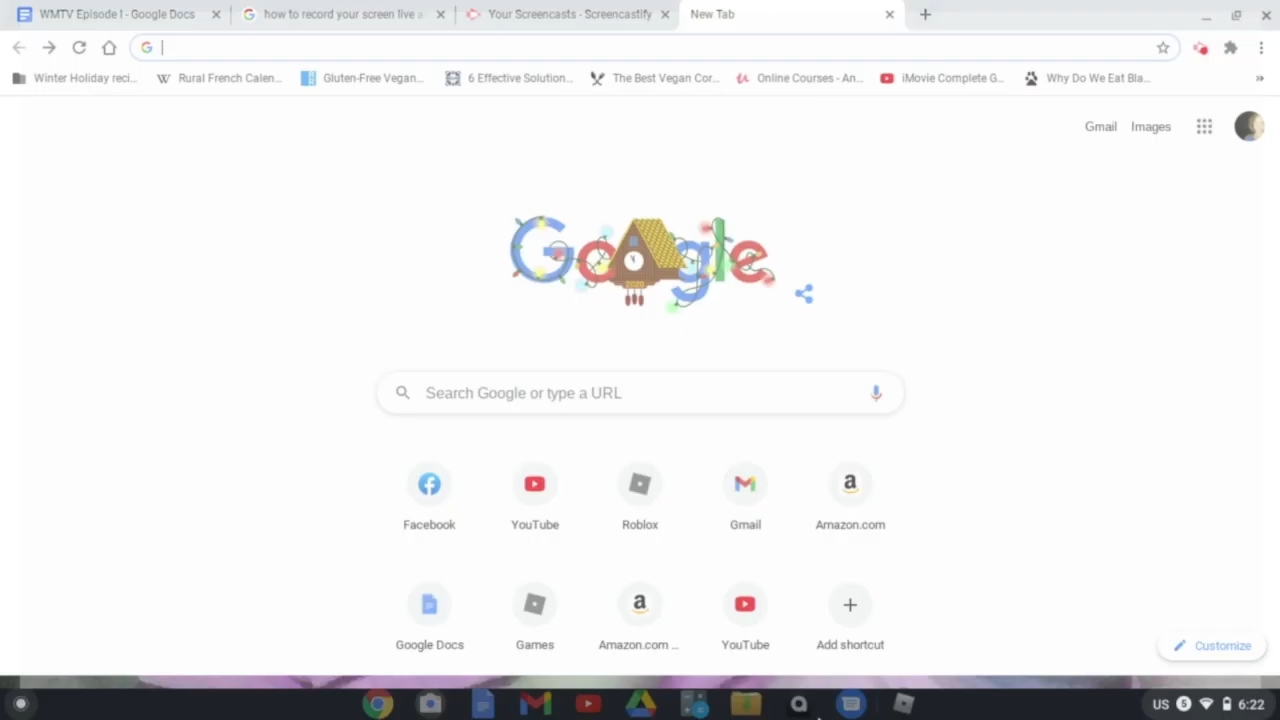 WMTV Episode I - Google Docs
how to record your screen live a
Your Screencasts - Screencastify
New Tab
Winter Holiday reci...
Rural French Calen...
Gluten-Free Vegan...
6 Effective Solution...
The Best Vegan Cor...
Online Courses - An...
iMovie Complete G...
Why Do We Eat Bla...
»
Gmail Images
Google
2020
Search Google or type a URL
Facebook YouTube Roblox Gmail Amazon.com
Google Docs Games Amazon.com ... YouTube Add shortcut
Customize
US 5 6:22